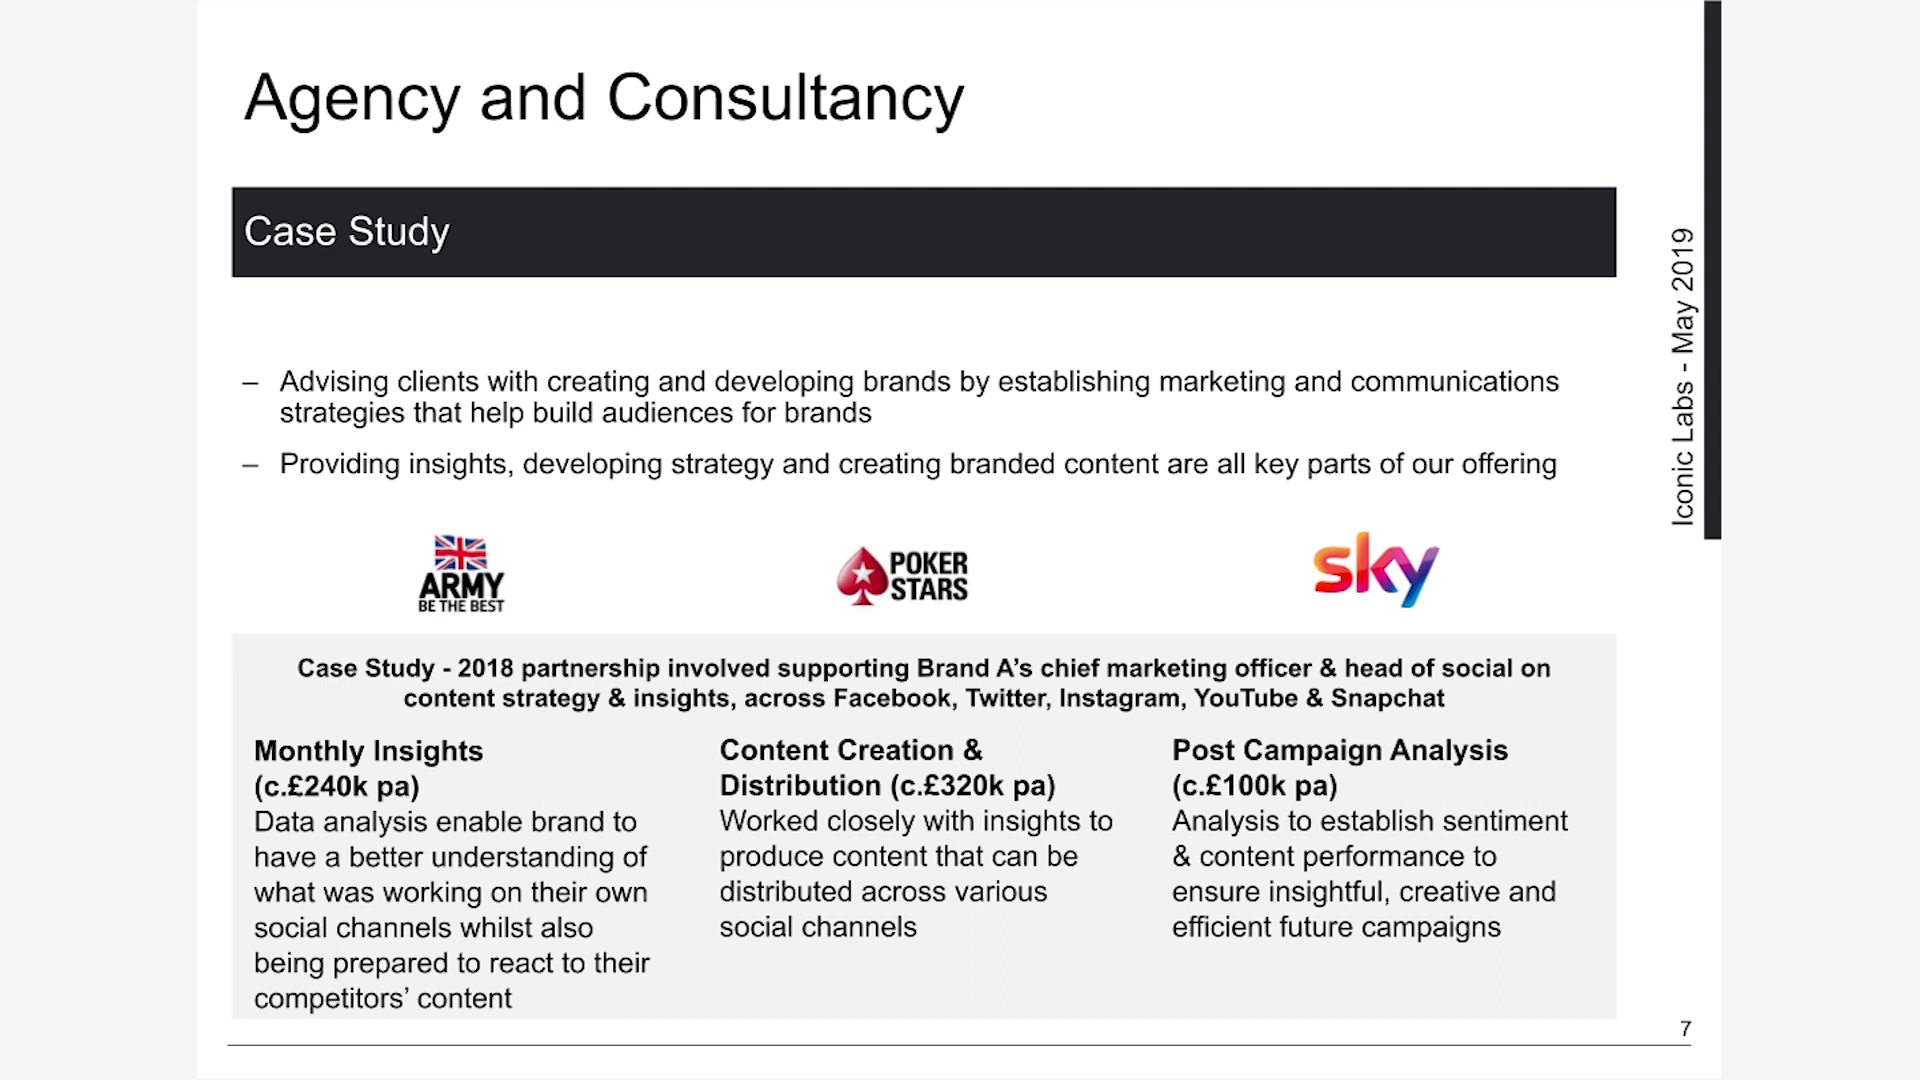 Agency and Consultancy
Case Study
Iconic Labs - May 2019
– Advising clients with creating and developing brands by establishing marketing and communications
strategies that help build audiences for brands
– Providing insights, developing strategy and creating branded content are all key parts of our offering
ARMY
BE THE BEST
POKER
STARS
sky
Case Study - 2018 partnership involved supporting Brand A’s chief marketing officer & head of social on
content strategy & insights, across Facebook, Twitter, Instagram, YouTube & Snapchat
Monthly Insights
(c.£240k pa)
Data analysis enable brand to
have a better understanding of
what was working on their own
social channels whilst also
being prepared to react to their
competitors’ content
Content Creation &
Distribution (c.£320k pa)
Worked closely with insights to
produce content that can be
distributed across various
social channels
Post Campaign Analysis
(c.£100k pa)
Analysis to establish sentiment
& content performance to
ensure insightful, creative and
efficient future campaigns
7